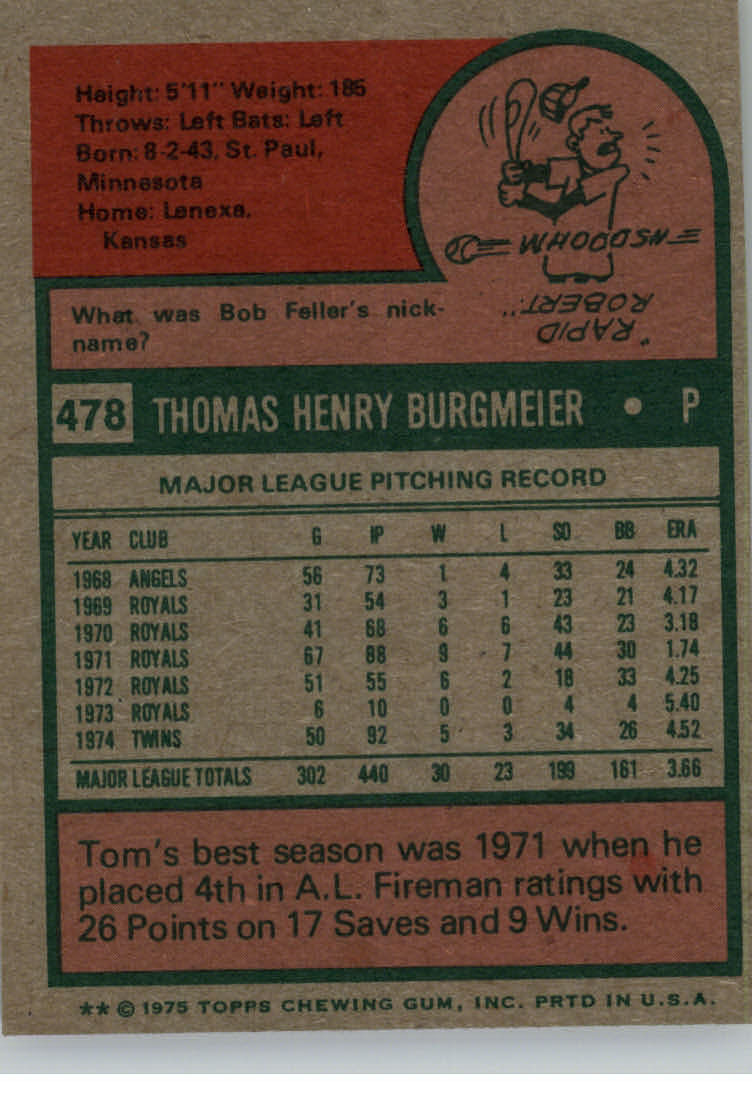 Height: 5'11" Weight: 185
Throws: Left Bats: Left
Born: 8-2-43, St. Paul,
Minnesota
Home: Lenexa,
Kansas
WHOOOSH
What was Bob Feller's nick-
name?
"RAPID
ROBERT".
478 THOMAS HENRY BURGMEIER • P
MAJOR LEAGUE PITCHING RECORD
YEAR CLUB G IP W L SO BB ERA
1968 ANGELS 56 73 1 4 33 24 4.32
1969 ROYALS 31 54 3 1 23 21 4.17
1970 ROYALS 41 68 6 6 43 23 3.18
1971 ROYALS 67 88 9 7 44 30 1.74
1972 ROYALS 51 55 6 2 18 33 4.25
1973 ROYALS 6 10 0 0 4 4 5.40
1974 TWINS 50 92 5 3 34 26 4.52
MAJOR LEAGUE TOTALS 302 440 30 23 199 161 3.66
Tom's best season was 1971 when he
placed 4th in A.L. Fireman ratings with
26 Points on 17 Saves and 9 Wins.
** © 1975 TOPPS CHEWING GUM, INC. PRTD IN U.S.A.